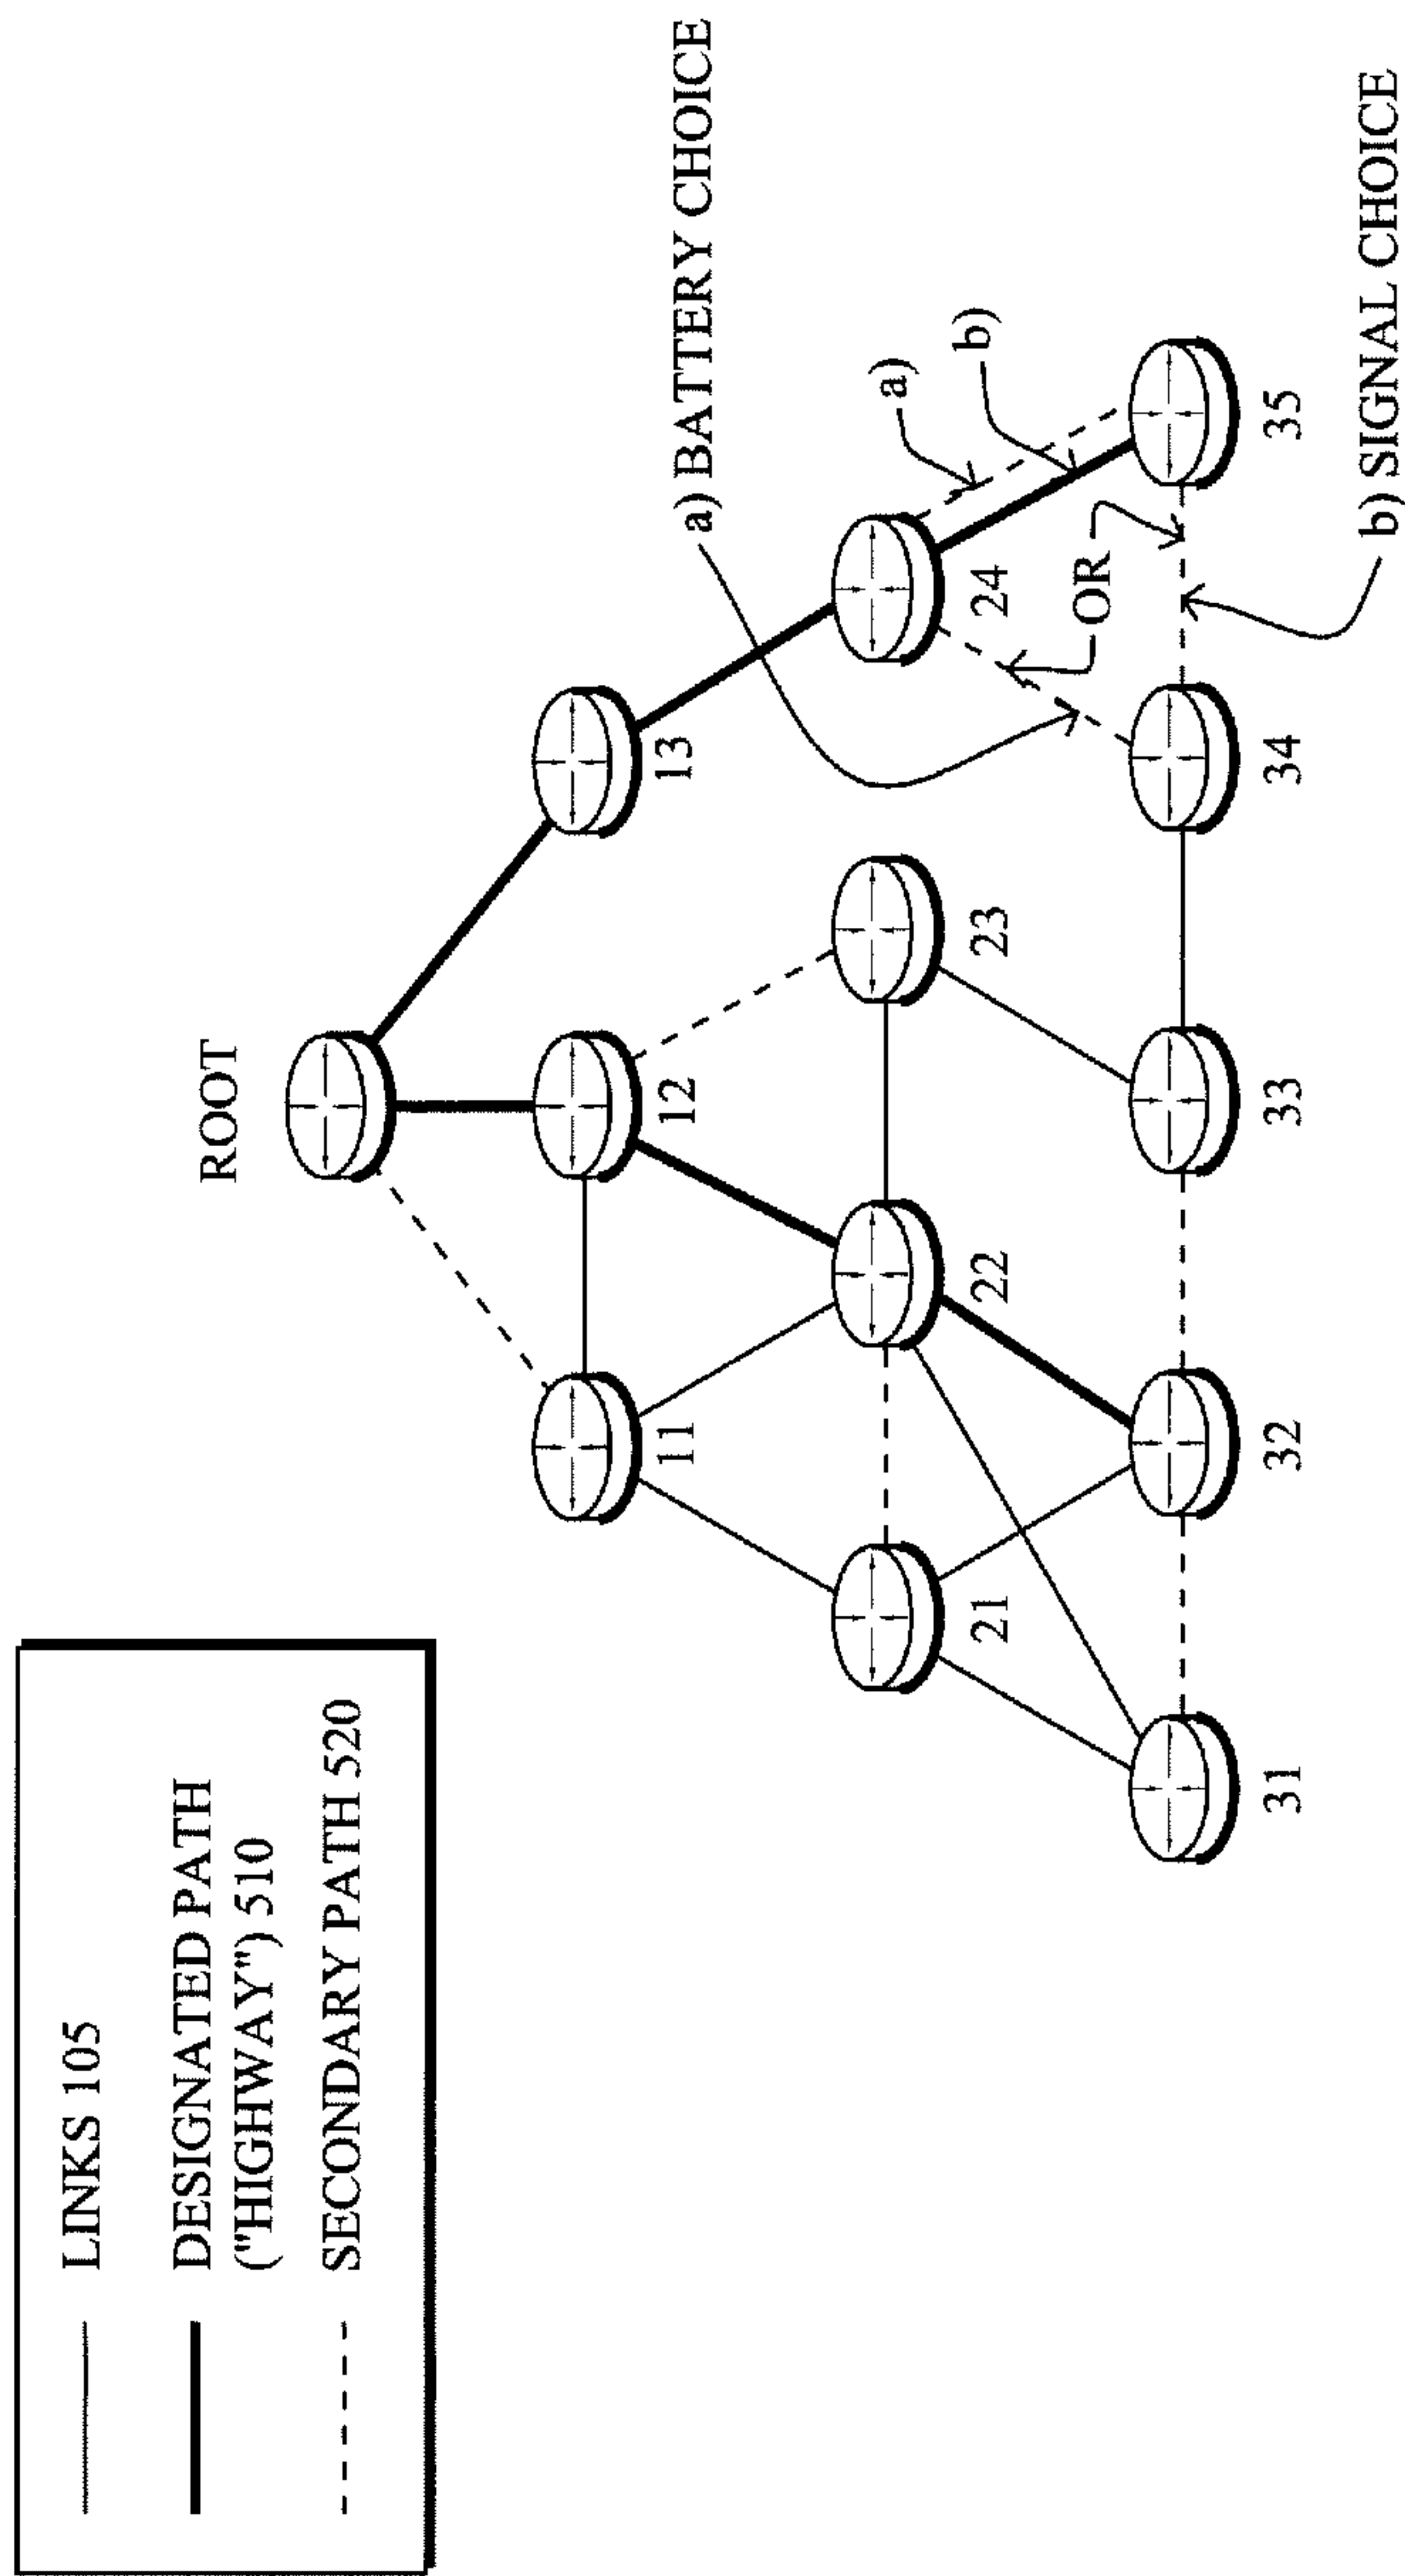 LINKS 105
DESIGNATED PATH
("HIGHWAY") 510
SECONDARY PATH 520
ROOT
11
12
13
a) BATTERY CHOICE
21
22
23
24
a)
b)
OR
31
32
33
34
35
b) SIGNAL CHOICE